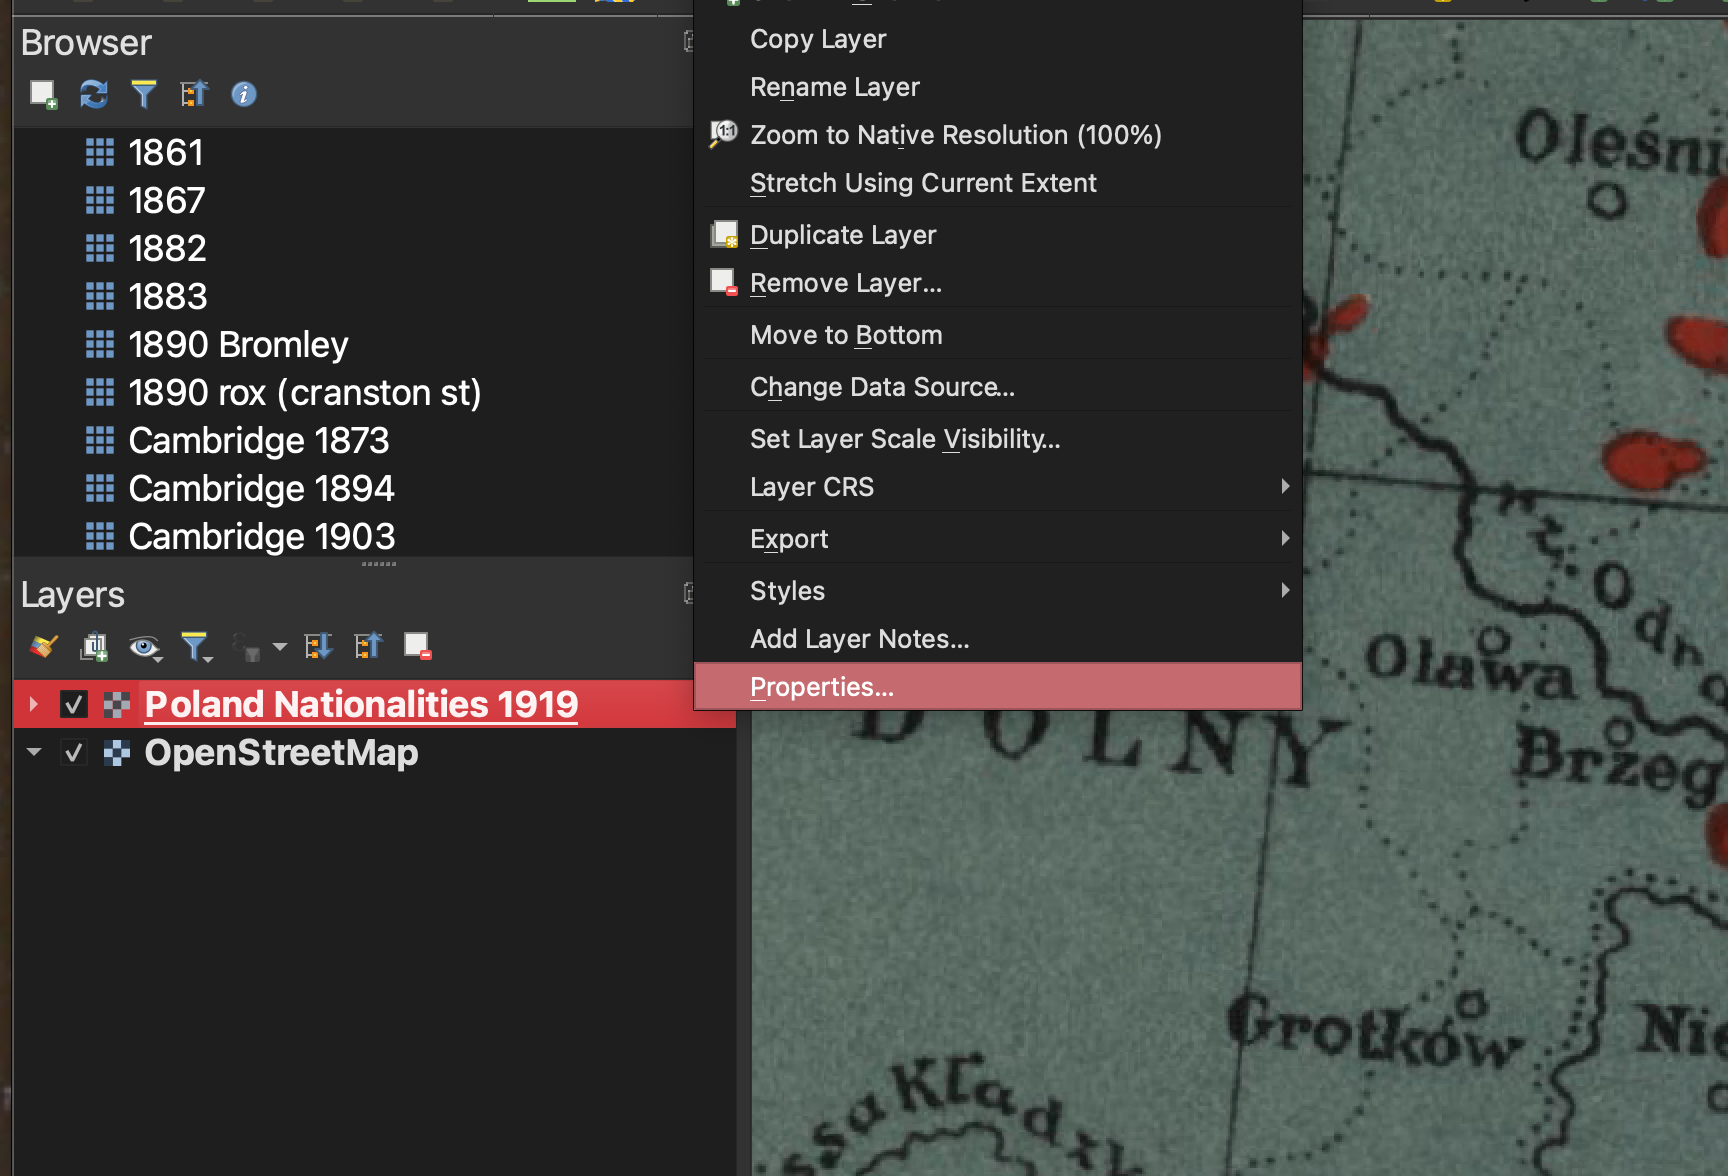 Browser
1861
1867
1882
1883
1890 Bromley
1890 rox (cranston st)
Cambridge 1873
Cambridge 1894
Cambridge 1903
Layers
Poland Nationalities 1919
OpenStreetMap
Copy Layer
Rename Layer
1:1
Zoom to Native Resolution (100%)
Stretch Using Current Extent
Duplicate Layer
Remove Layer...
Move to Bottom
Change Data Source...
Set Layer Scale Visibility...
Layer CRS
Export
Styles
Add Layer Notes...
Properties...
Oleśni
Odr
Oława
DOLNY
Brzeg
Grotków
Nie